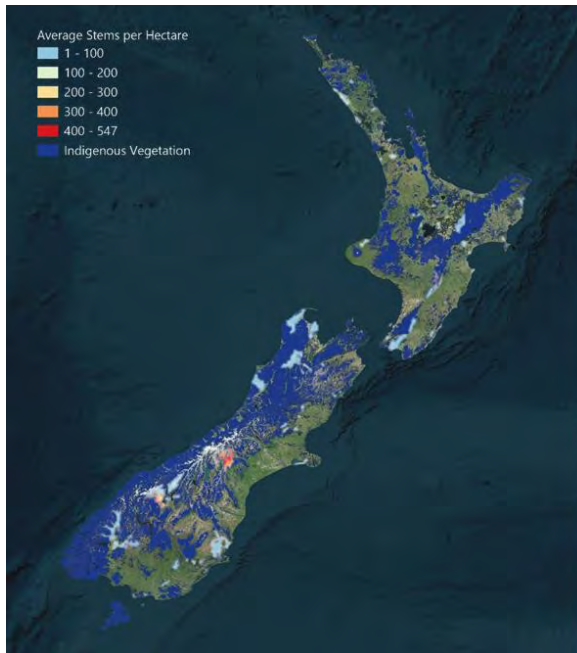 Average Stems per Hectare
1 - 100
100 - 200
200 - 300
300 - 400
400 - 547
Indigenous Vegetation